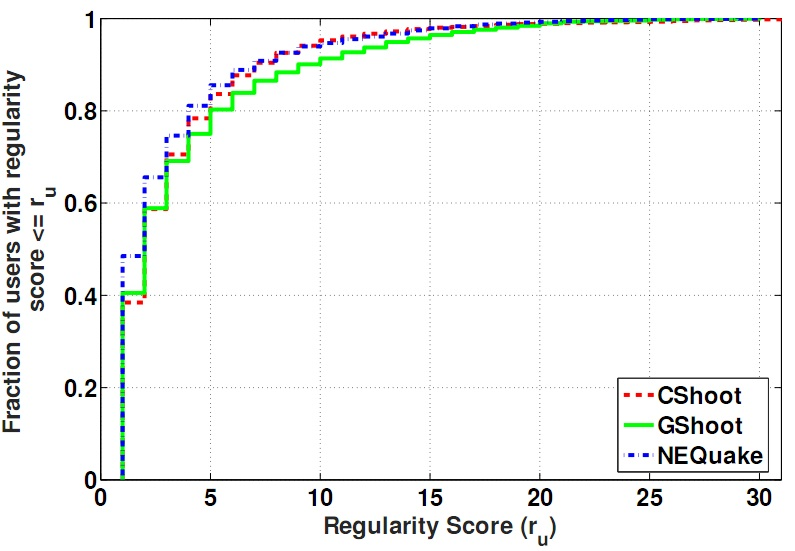 Fraction of users with regularity
score <= r_u
1
0.8
0.6
0.4
0.2
0
0 5 10 15 20 25 30
Regularity Score (r_u)
CShoot
GShoot
NEQuake